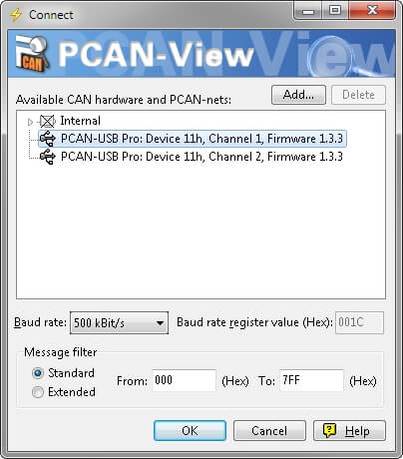 Connect
CAN
PCAN-View
Available CAN hardware and PCAN-nets:
Add...
Delete
Internal
PCAN-USB Pro: Device 11h, Channel 1, Firmware 1.3.3
PCAN-USB Pro: Device 11h, Channel 2, Firmware 1.3.3
Baud rate: 500 kBit/s Baud rate register value (Hex): 001C
Message filter
Standard
Extended
From: 000 (Hex) To: 7FF (Hex)
OK Cancel Help